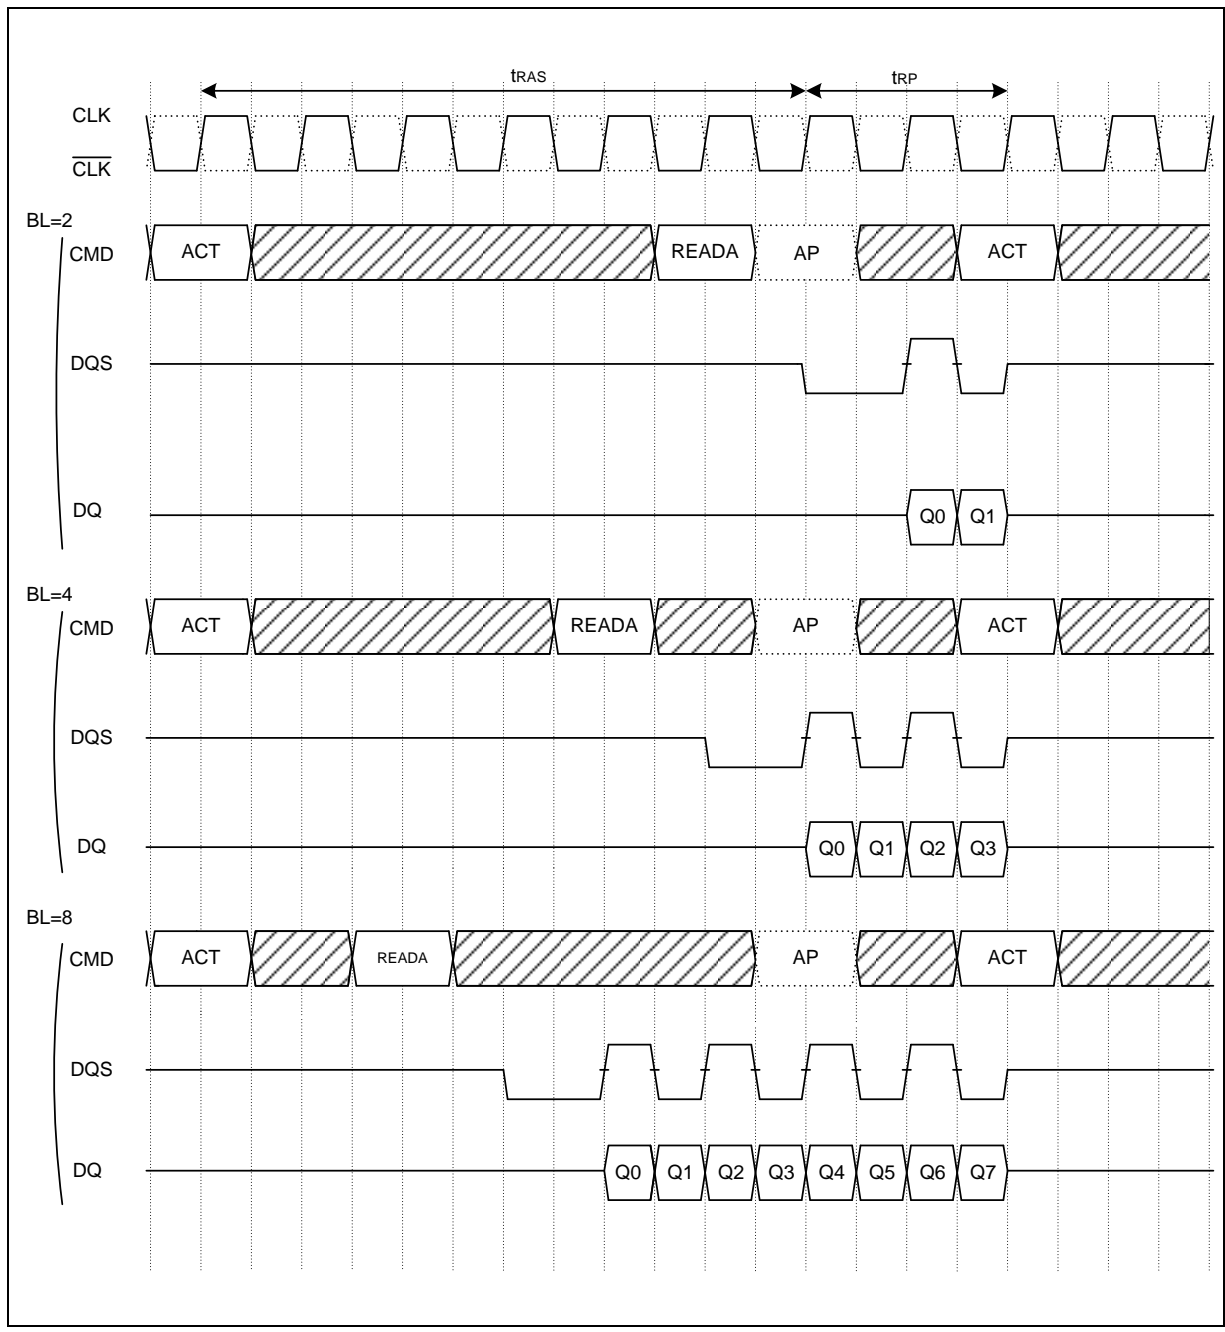 tRAS tRP
CLK
CLK
BL=2
CMD ACT READA AP ACT
DQS
DQ Q0 Q1
BL=4
CMD ACT READA AP ACT
DQS
DQ Q0 Q1 Q2 Q3
BL=8
CMD ACT READA AP ACT
DQS
DQ Q0 Q1 Q2 Q3 Q4 Q5 Q6 Q7